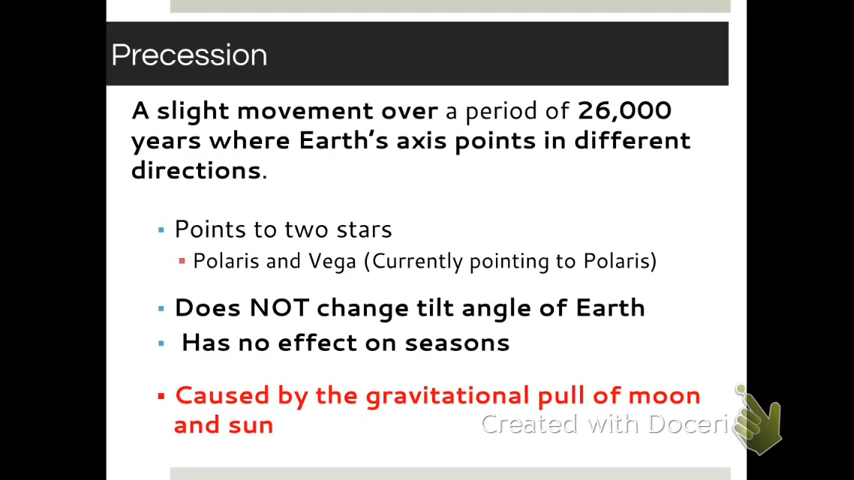 Precession
A slight movement over a period of 26,000
years where Earth's axis points in different
directions.
▪ Points to two stars
▪ Polaris and Vega (Currently pointing to Polaris)
▪ Does NOT change tilt angle of Earth
▪ Has no effect on seasons
▪ Caused by the gravitational pull of moon
and sun
Created with Doceri